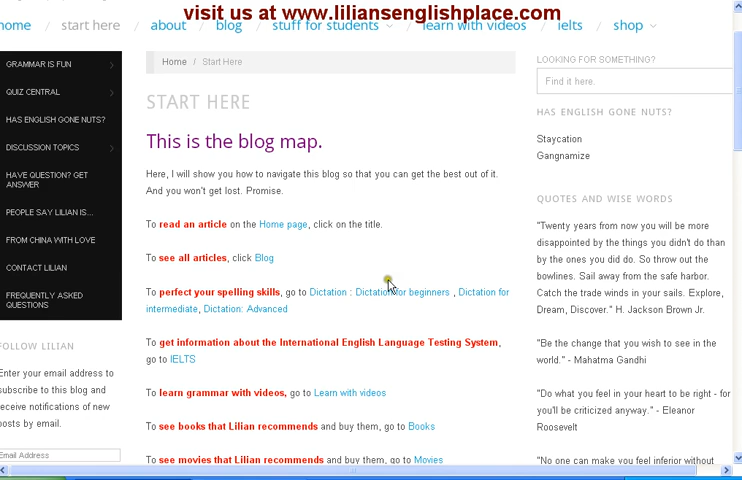 visit us at www.liliansenglishplace.com
home / start here / about / blog / stuff for students / learn with videos / ielts / shop
GRAMMAR IS FUN
QUIZ CENTRAL
HAS ENGLISH GONE NUTS?
DISCUSSION TOPICS
HAVE QUESTION? GET
ANSWER
PEOPLE SAY LILIAN IS...
FROM CHINA WITH LOVE
CONTACT LILIAN
FREQUENTLY ASKED
QUESTIONS
FOLLOW LILIAN
Enter your email address to
subscribe to this blog and
receive notifications of new
posts by email.
Email Address
Home / Start Here
START HERE
This is the blog map.
Here, I will show you how to navigate this blog so that you can get the best out of it.
And you won't get lost. Promise.
To read an article on the Home page, click on the title.
To see all articles, click Blog
To perfect your spelling skills, go to Dictation : Dictation for beginners , Dictation for
intermediate, Dictation: Advanced
To get information about the International English Language Testing System,
go to IELTS
To learn grammar with videos, go to Learn with videos
To see books that Lilian recommends and buy them, go to Books
To see movies that Lilian recommends and buy them, go to Movies
LOOKING FOR SOMETHING?
Find it here.
HAS ENGLISH GONE NUTS?
Staycation
Gangnamize
QUOTES AND WISE WORDS
"Twenty years from now you will be more
disappointed by the things you didn't do than
by the ones you did do. So throw out the
bowlines. Sail away from the safe harbor.
Catch the trade winds in your sails. Explore,
Dream, Discover." H. Jackson Brown Jr.
"Be the change that you wish to see in the
world." - Mahatma Gandhi
"Do what you feel in your heart to be right - for
you'll be criticized anyway." - Eleanor
Roosevelt
"No one can make you feel inferior without